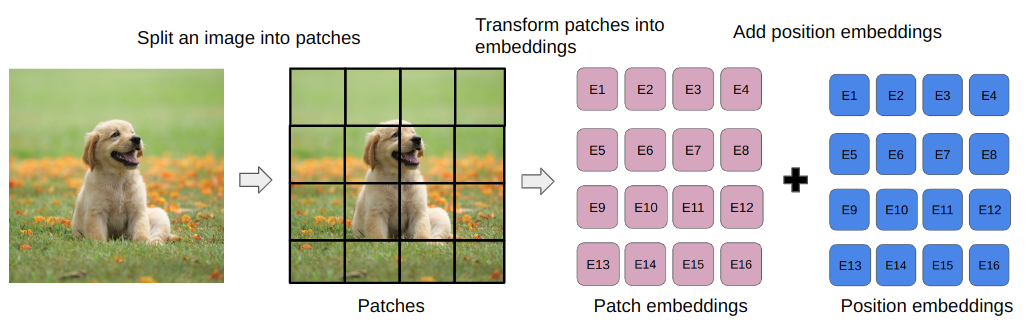 Split an image into patches
Transform patches into
embeddings
Add position embeddings
E1 E2 E3 E4
E5 E6 E7 E8
E9 E10 E11 E12
E13 E14 E15 E16
E1 E2 E3 E4
E5 E6 E7 E8
E9 E10 E11 E12
E13 E14 E15 E16
Patches
Patch embeddings
Position embeddings